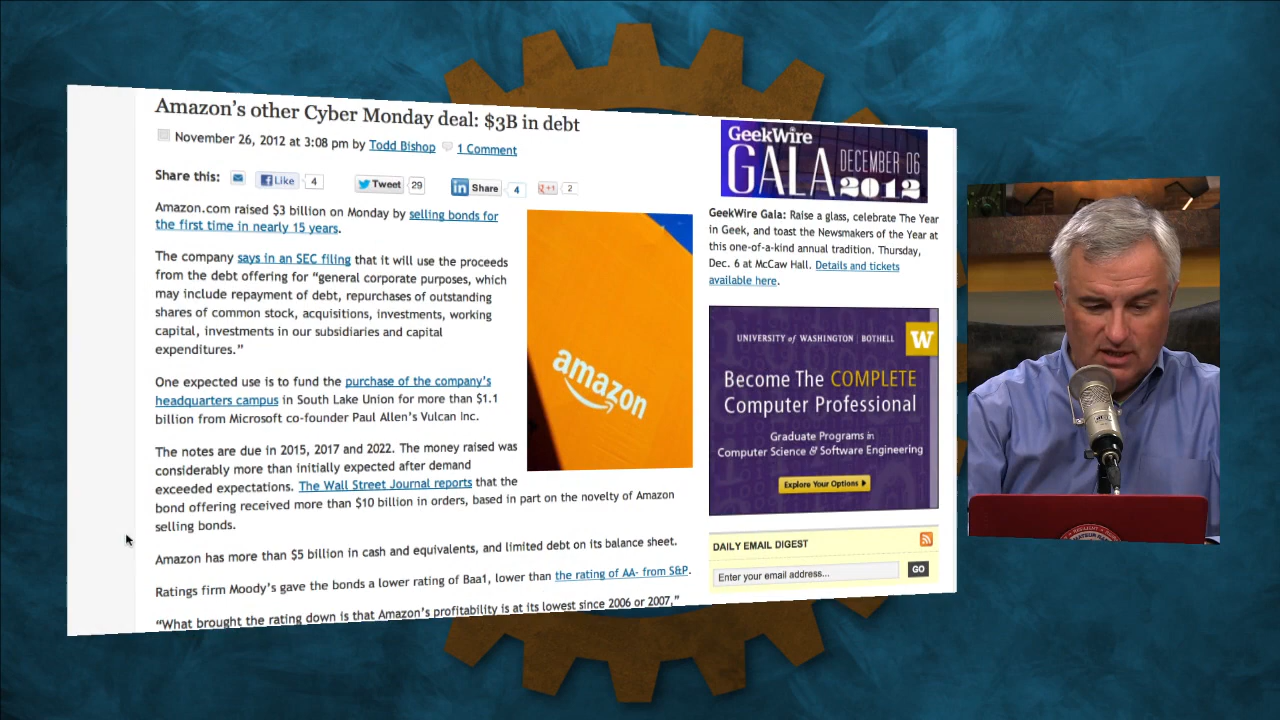 Amazon's other Cyber Monday deal: $3B in debt
November 26, 2012 at 3:08 pm by Todd Bishop 1 Comment
Share this: Like 4 Tweet 29 in Share 4 +1 2
Amazon.com raised $3 billion on Monday by selling bonds for
the first time in nearly 15 years.
The company says in an SEC filing that it will use the proceeds
from the debt offering for “general corporate purposes, which
may include repayment of debt, repurchases of outstanding
shares of common stock, acquisitions, investments, working
capital, investments in our subsidiaries and capital
expenditures.”
One expected use is to fund the purchase of the company's
headquarters campus in South Lake Union for more than $1.1
billion from Microsoft co-founder Paul Allen's Vulcan Inc.
The notes are due in 2015, 2017 and 2022. The money raised was
considerably more than initially expected after demand
exceeded expectations. The Wall Street Journal reports that the
bond offering received more than $10 billion in orders, based in part on the novelty of Amazon
selling bonds.
Amazon has more than $5 billion in cash and equivalents, and limited debt on its balance sheet.
Ratings firm Moody's gave the bonds a lower rating of Baa1, lower than the rating of AA- from S&P.
“What brought the rating down is that Amazon's profitability is at its lowest since 2006 or 2007,”
amazon
GeekWire
GALA DECEMBER 06
2012
GeekWire Gala: Raise a glass, celebrate The Year
in Geek, and toast the Newsmakers of the Year at
this one-of-a-kind annual tradition. Thursday,
Dec. 6 at McCaw Hall. Details and tickets
available here.
UNIVERSITY of WASHINGTON | BOTHELL W
Become The COMPLETE
Computer Professional
Graduate Programs in
Computer Science & Software Engineering
Explore Your Options
DAILY EMAIL DIGEST
Enter your email address... GO